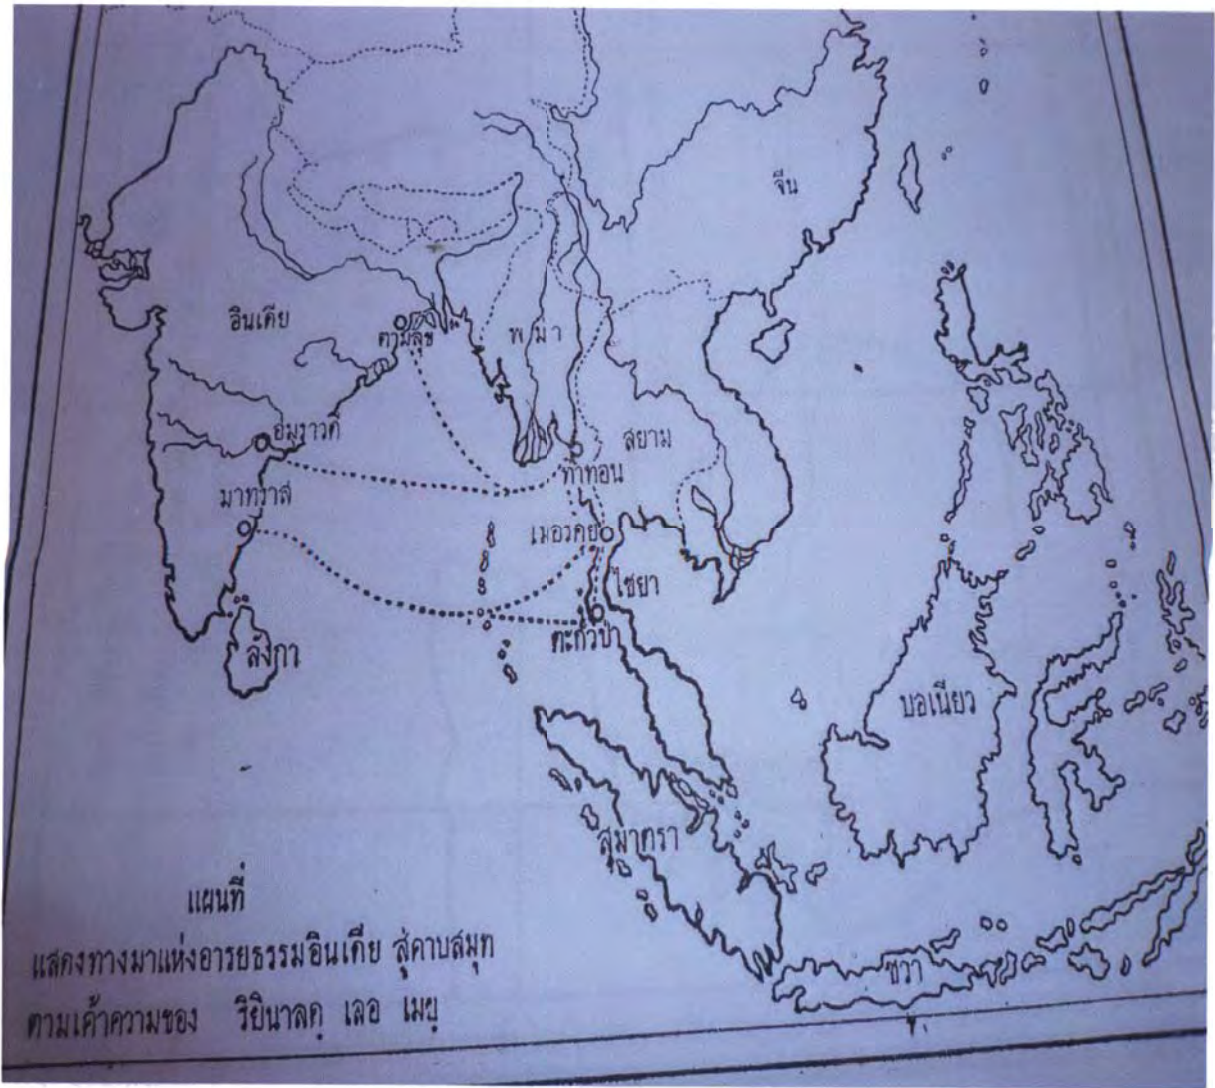 จีน
อินเดีย
ตามลุข
พม่า
อมราวดี
สยาม
ท่าทอน
มาทราส
เมอรคุย
ไชยา
ตะกั่วป่า
ลังกา
บอเนียว
สุมาตรา
ชวา
แผนที่
แสดงทางมาแห่งอารยธรรมอินเดีย สู่คาบสมุท
ตามเค้าความของ ริยินาลดฺ เลอ เมยฺ